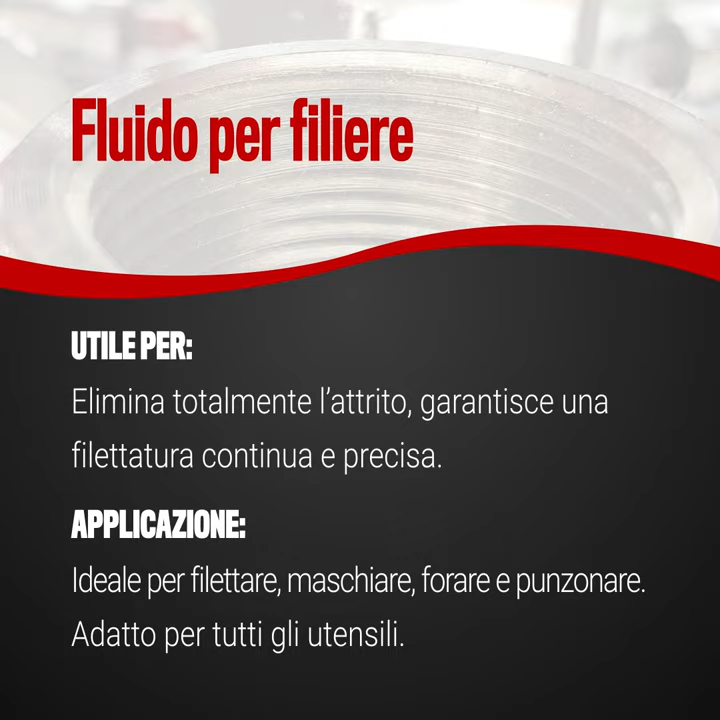 Fluido per filiere
UTILE PER:
Elimina totalmente l’attrito, garantisce una
filettatura continua e precisa.
APPLICAZIONE:
Ideale per filettare, maschiare, forare e punzonare.
Adatto per tutti gli utensili.